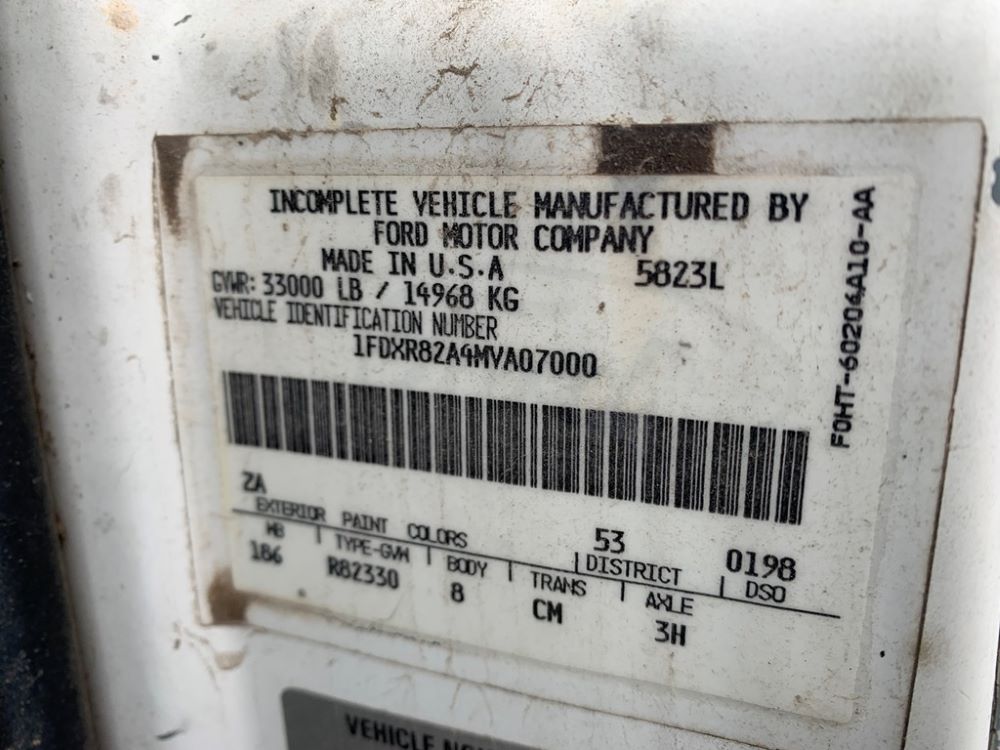 INCOMPLETE VEHICLE MANUFACTURED BY
FORD MOTOR COMPANY
MADE IN U.S.A 5823L
GVWR: 33000 LB / 14968 KG
VEHICLE IDENTIFICATION NUMBER
1FDXR82A4MVA07000
F0HT-60206A10-AA
ZA
EXTERIOR PAINT COLORS 53 DISTRICT 0198 DSO
WB TYPE-GVW BODY TRANS AXLE
186 R82330 8 CM 3H
VEHICLE